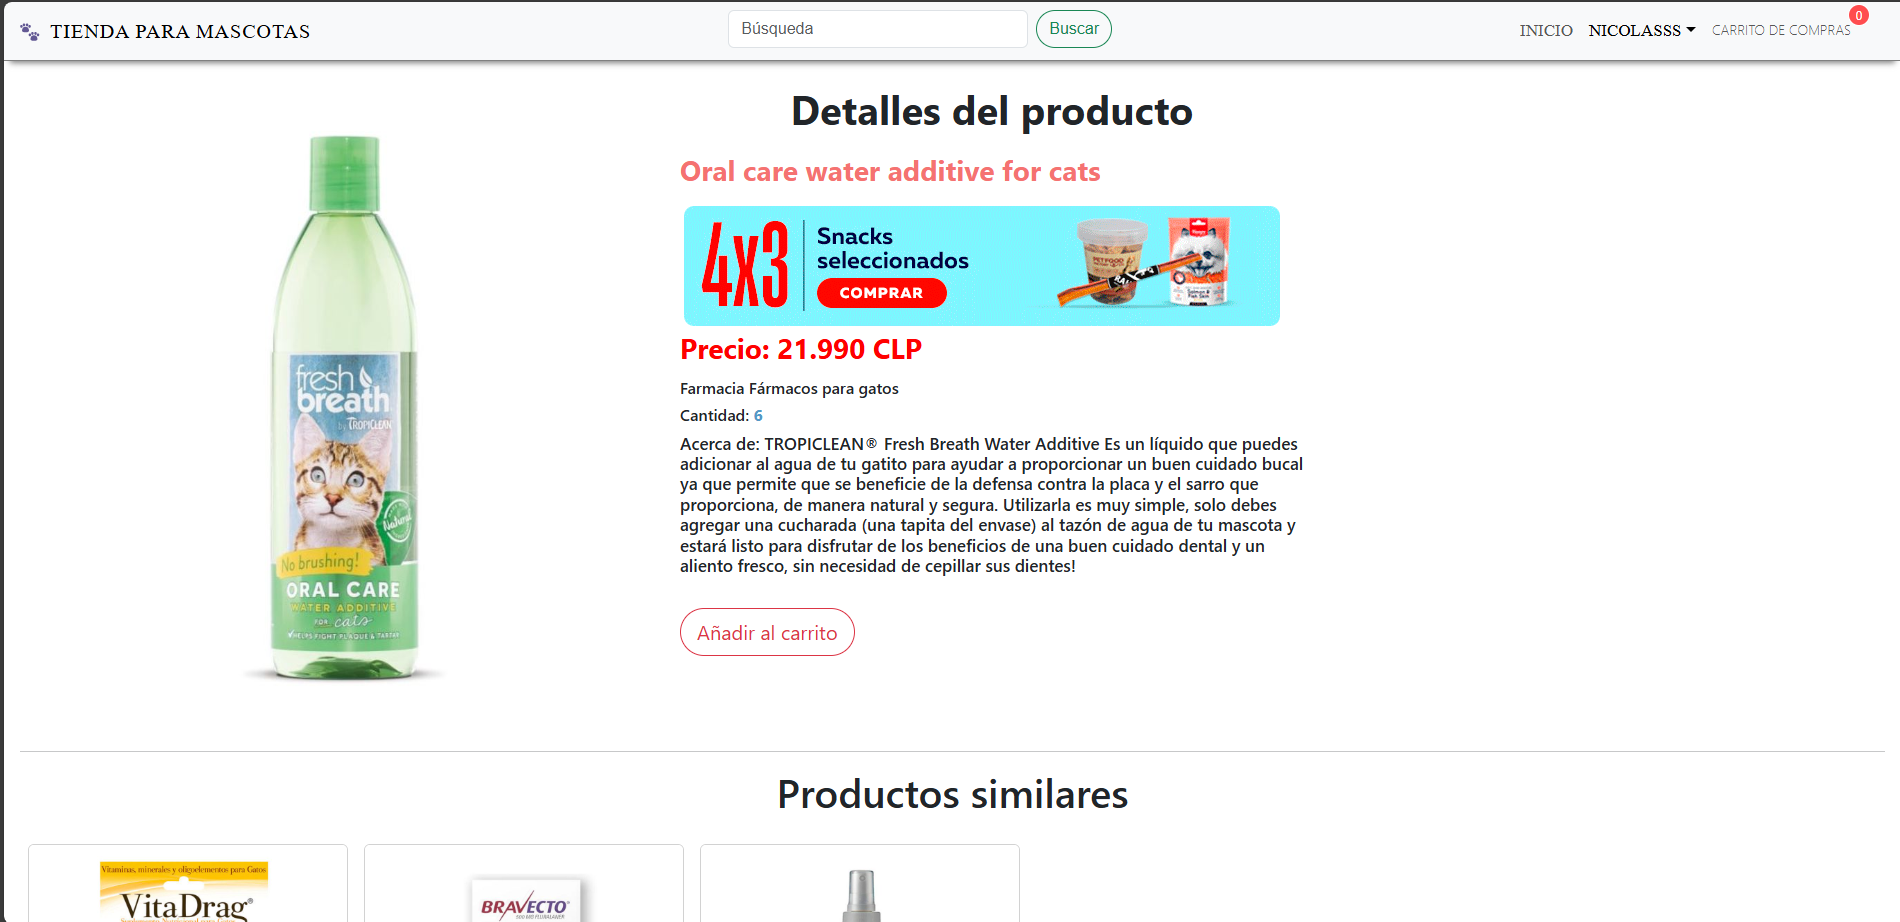 TIENDA PARA MASCOTAS
Búsqueda
Buscar
INICIO
NICOLASSS
CARRITO DE COMPRAS
0
Detalles del producto
Oral care water additive for cats
4x3
Snacks
seleccionados
COMPRAR
PET FOOD
Salmon &
Fish Skin
Precio: 21.990 CLP
Farmacia Fármacos para gatos
Cantidad: 6
Acerca de: TROPICLEAN® Fresh Breath Water Additive Es un líquido que puedes
adicionar al agua de tu gatito para ayudar a proporcionar un buen cuidado bucal
ya que permite que se beneficie de la defensa contra la placa y el sarro que
proporciona, de manera natural y segura. Utilizarla es muy simple, solo debes
agregar una cucharada (una tapita del envase) al tazón de agua de tu mascota y
estará listo para disfrutar de los beneficios de una buen cuidado dental y un
aliento fresco, sin necesidad de cepillar sus dientes!
Añadir al carrito
fresh
breath
by TROPICLEAN
Natural
No brushing!
ORAL CARE
WATER ADDITIVE
FOR cats
HELPS FIGHT PLAQUE & TARTAR
Productos similares
Vitaminas, minerales y oligoelementos para Gatos
VitaDrag®
BRAVECTO